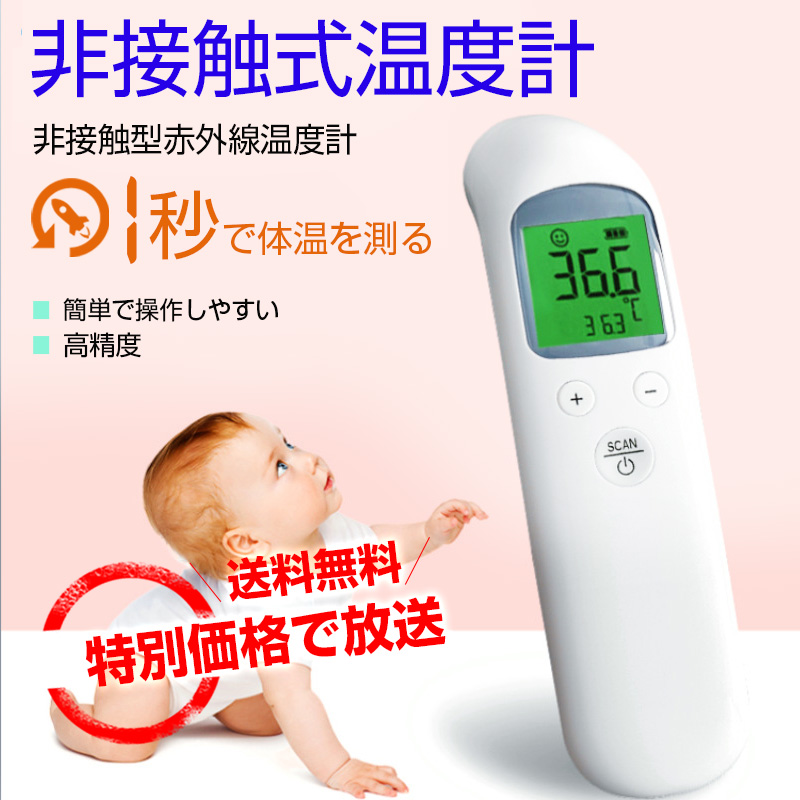 非接触式温度計
非接触型赤外線温度計
1秒で体温を測る
簡単で操作しやすい
高精度
36.6
℃
36.3
+
-
SCAN
送料無料
特別価格で放送